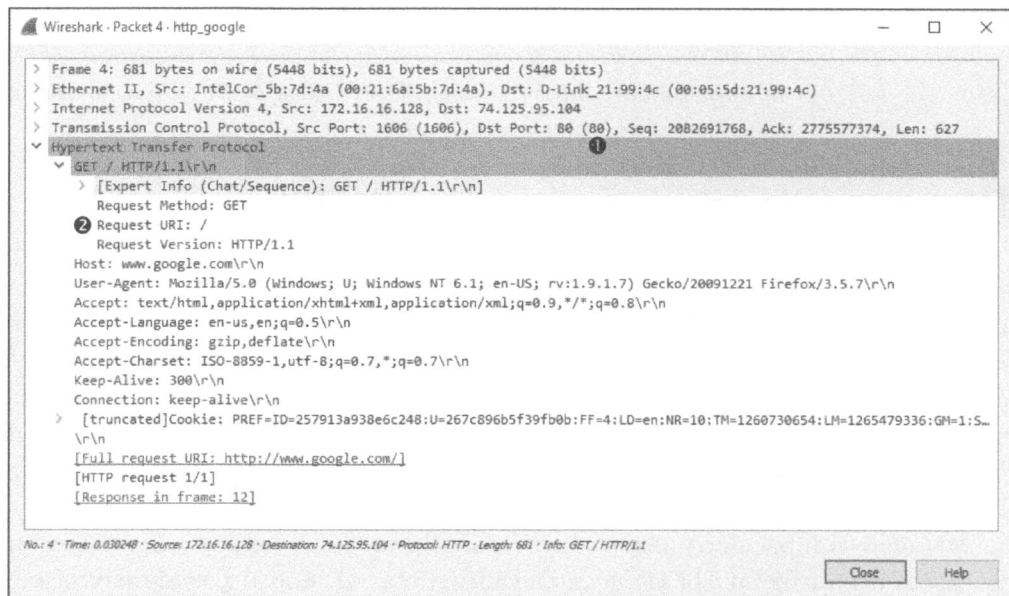 Wireshark · Packet 4 · http_google
> Frame 4: 681 bytes on wire (5448 bits), 681 bytes captured (5448 bits)
> Ethernet II, Src: IntelCor_5b:7d:4a (00:21:6a:5b:7d:4a), Dst: D-Link_21:99:4c (00:05:5d:21:99:4c)
> Internet Protocol Version 4, Src: 172.16.16.128, Dst: 74.125.95.104
> Transmission Control Protocol, Src Port: 1606 (1606), Dst Port: 80 (80), Seq: 2082691768, Ack: 2775577374, Len: 627
Hypertext Transfer Protocol ❶
GET / HTTP/1.1\r\n
> [Expert Info (Chat/Sequence): GET / HTTP/1.1\r\n]
Request Method: GET
❷ Request URI: /
Request Version: HTTP/1.1
Host: www.google.com\r\n
User-Agent: Mozilla/5.0 (Windows; U; Windows NT 6.1; en-US; rv:1.9.1.7) Gecko/20091221 Firefox/3.5.7\r\n
Accept: text/html,application/xhtml+xml,application/xml;q=0.9,*/*;q=0.8\r\n
Accept-Language: en-us,en;q=0.5\r\n
Accept-Encoding: gzip,deflate\r\n
Accept-Charset: ISO-8859-1,utf-8;q=0.7,*;q=0.7\r\n
Keep-Alive: 300\r\n
Connection: keep-alive\r\n
> [truncated]Cookie: PREF=ID=257913a938e6c248:U=267c896b5f39fb0b:FF=4:LD=en:NR=10:TM=1260730654:LM=1265479336:GM=1:S…
\r\n
[Full request URI: http://www.google.com/]
[HTTP request 1/1]
[Response in frame: 12]
No.: 4 · Time: 0.030248 · Source: 172.16.16.128 · Destination: 74.125.95.104 · Protocol: HTTP · Length: 681 · Info: GET / HTTP/1.1
Close Help